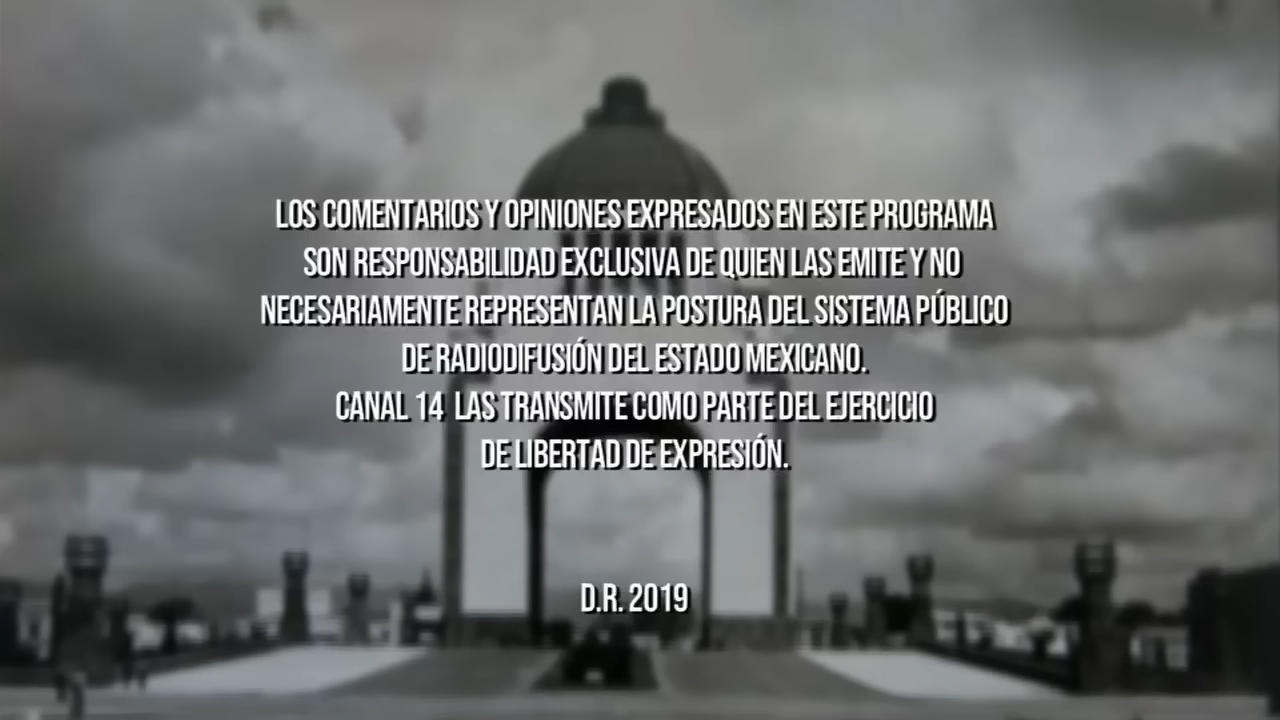 LOS COMENTARIOS Y OPINIONES EXPRESADOS EN ESTE PROGRAMA
SON RESPONSABILIDAD EXCLUSIVA DE QUIEN LAS EMITE Y NO
NECESARIAMENTE REPRESENTAN LA POSTURA DEL SISTEMA PÚBLICO
DE RADIODIFUSIÓN DEL ESTADO MEXICANO.
CANAL 14 LAS TRANSMITE COMO PARTE DEL EJERCICIO
DE LIBERTAD DE EXPRESIÓN.
D.R. 2019